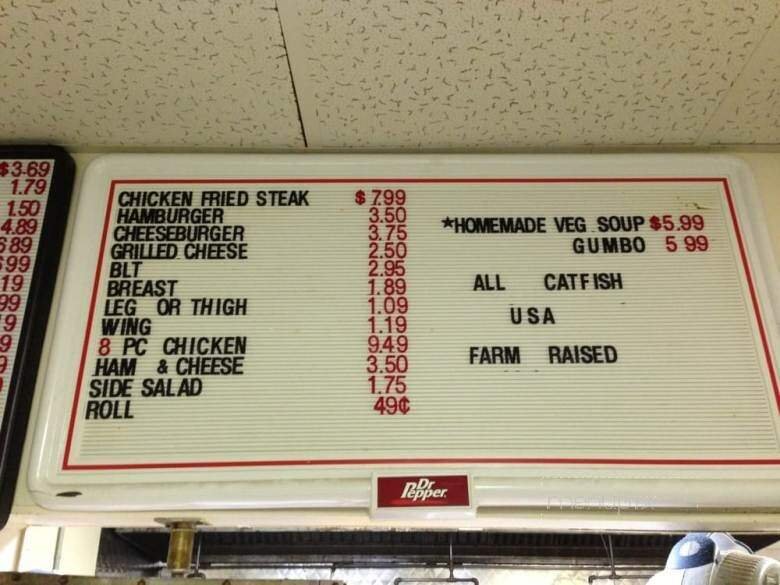 $3.69
1.79
1.50
4.89
CHICKEN FRIED STEAK $7.99
HAMBURGER 3.50
CHEESEBURGER 3.75
GRILLED CHEESE 2.50
BLT 2.95
BREAST 1.89
LEG OR THIGH 1.09
WING 1.19
8 PC CHICKEN 9.49
HAM & CHEESE 3.50
SIDE SALAD 1.75
ROLL 49¢
*HOMEMADE VEG SOUP $5.99
GUMBO 5 99
ALL CATFISH
USA
FARM RAISED
Dr Pepper